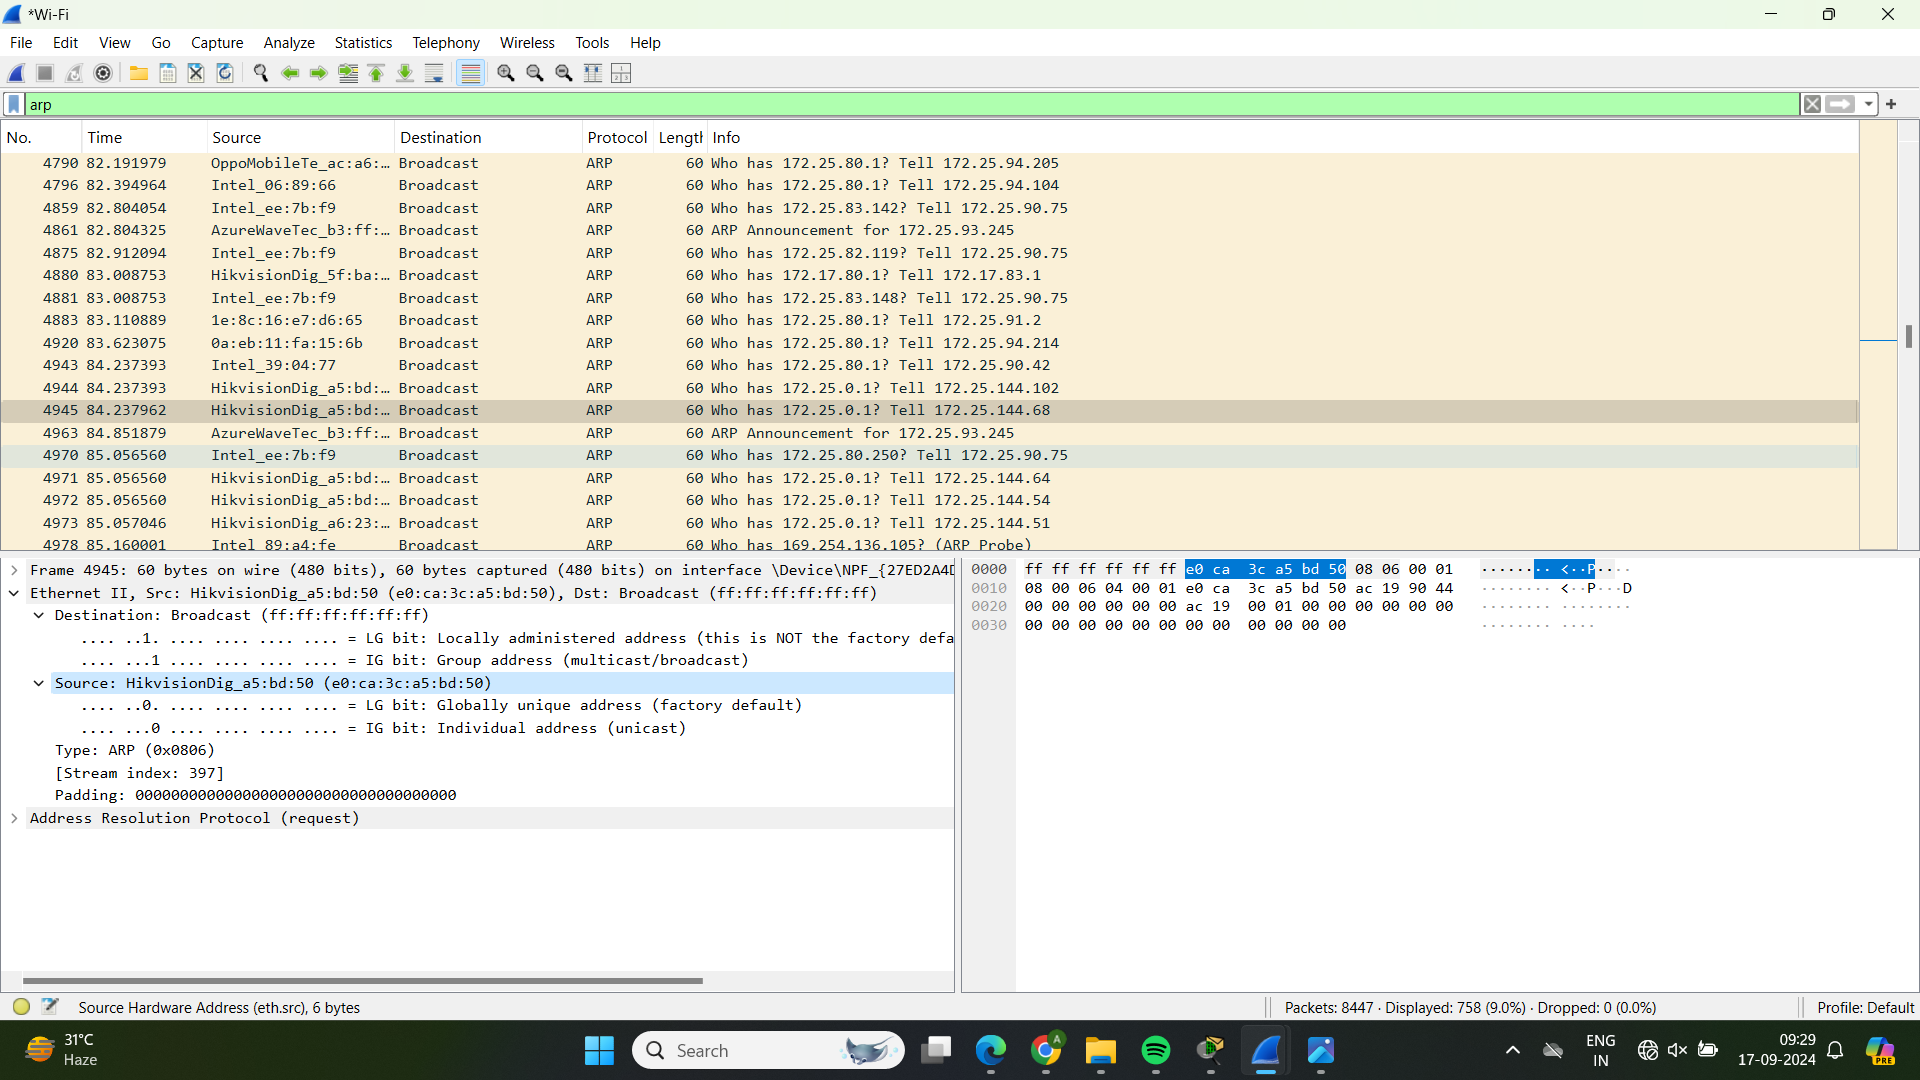 *Wi-Fi
File Edit View Go Capture Analyze Statistics Telephony Wireless Tools Help
arp
No. Time Source Destination Protocol Length Info
4790 82.191979 OppoMobileTe_ac:a6:… Broadcast ARP 60 Who has 172.25.80.1? Tell 172.25.94.205
4796 82.394964 Intel_06:89:66 Broadcast ARP 60 Who has 172.25.80.1? Tell 172.25.94.104
4859 82.804054 Intel_ee:7b:f9 Broadcast ARP 60 Who has 172.25.83.142? Tell 172.25.90.75
4861 82.804325 AzureWaveTec_b3:ff:… Broadcast ARP 60 ARP Announcement for 172.25.93.245
4875 82.912094 Intel_ee:7b:f9 Broadcast ARP 60 Who has 172.25.82.119? Tell 172.25.90.75
4880 83.008753 HikvisionDig_5f:ba:… Broadcast ARP 60 Who has 172.17.80.1? Tell 172.17.83.1
4881 83.008753 Intel_ee:7b:f9 Broadcast ARP 60 Who has 172.25.83.148? Tell 172.25.90.75
4883 83.110889 1e:8c:16:e7:d6:65 Broadcast ARP 60 Who has 172.25.80.1? Tell 172.25.91.2
4920 83.623075 0a:eb:11:fa:15:6b Broadcast ARP 60 Who has 172.25.80.1? Tell 172.25.94.214
4943 84.237393 Intel_39:04:77 Broadcast ARP 60 Who has 172.25.80.1? Tell 172.25.90.42
4944 84.237393 HikvisionDig_a5:bd:… Broadcast ARP 60 Who has 172.25.0.1? Tell 172.25.144.102
4945 84.237962 HikvisionDig_a5:bd:… Broadcast ARP 60 Who has 172.25.0.1? Tell 172.25.144.68
4963 84.851879 AzureWaveTec_b3:ff:… Broadcast ARP 60 ARP Announcement for 172.25.93.245
4970 85.056560 Intel_ee:7b:f9 Broadcast ARP 60 Who has 172.25.80.250? Tell 172.25.90.75
4971 85.056560 HikvisionDig_a5:bd:… Broadcast ARP 60 Who has 172.25.0.1? Tell 172.25.144.64
4972 85.056560 HikvisionDig_a5:bd:… Broadcast ARP 60 Who has 172.25.0.1? Tell 172.25.144.54
4973 85.057046 HikvisionDig_a6:23:… Broadcast ARP 60 Who has 172.25.0.1? Tell 172.25.144.51
4978 85.160001 Intel_89:a4:fe Broadcast ARP 60 Who has 169.254.136.105? (ARP Probe)
Frame 4945: 60 bytes on wire (480 bits), 60 bytes captured (480 bits) on interface \Device\NPF_{27ED2A4D
Ethernet II, Src: HikvisionDig_a5:bd:50 (e0:ca:3c:a5:bd:50), Dst: Broadcast (ff:ff:ff:ff:ff:ff)
Destination: Broadcast (ff:ff:ff:ff:ff:ff)
.... ..1. .... .... .... .... = LG bit: Locally administered address (this is NOT the factory defa
.... ...1 .... .... .... .... = IG bit: Group address (multicast/broadcast)
Source: HikvisionDig_a5:bd:50 (e0:ca:3c:a5:bd:50)
.... ..0. .... .... .... .... = LG bit: Globally unique address (factory default)
.... ...0 .... .... .... .... = IG bit: Individual address (unicast)
Type: ARP (0x0806)
[Stream index: 397]
Padding: 000000000000000000000000000000000000
Address Resolution Protocol (request)
0000 ff ff ff ff ff ff e0 ca 3c a5 bd 50 08 06 00 01 ········ <··P····
0010 08 00 06 04 00 01 e0 ca 3c a5 bd 50 ac 19 90 44 ········ <··P···D
0020 00 00 00 00 00 00 ac 19 00 01 00 00 00 00 00 00 ········ ········
0030 00 00 00 00 00 00 00 00 00 00 00 00 ········ ····
Source Hardware Address (eth.src), 6 bytes
Packets: 8447 · Displayed: 758 (9.0%) · Dropped: 0 (0.0%)
Profile: Default
31°C
Haze
Search
A
ENG
IN
09:29
17-09-2024
PRE